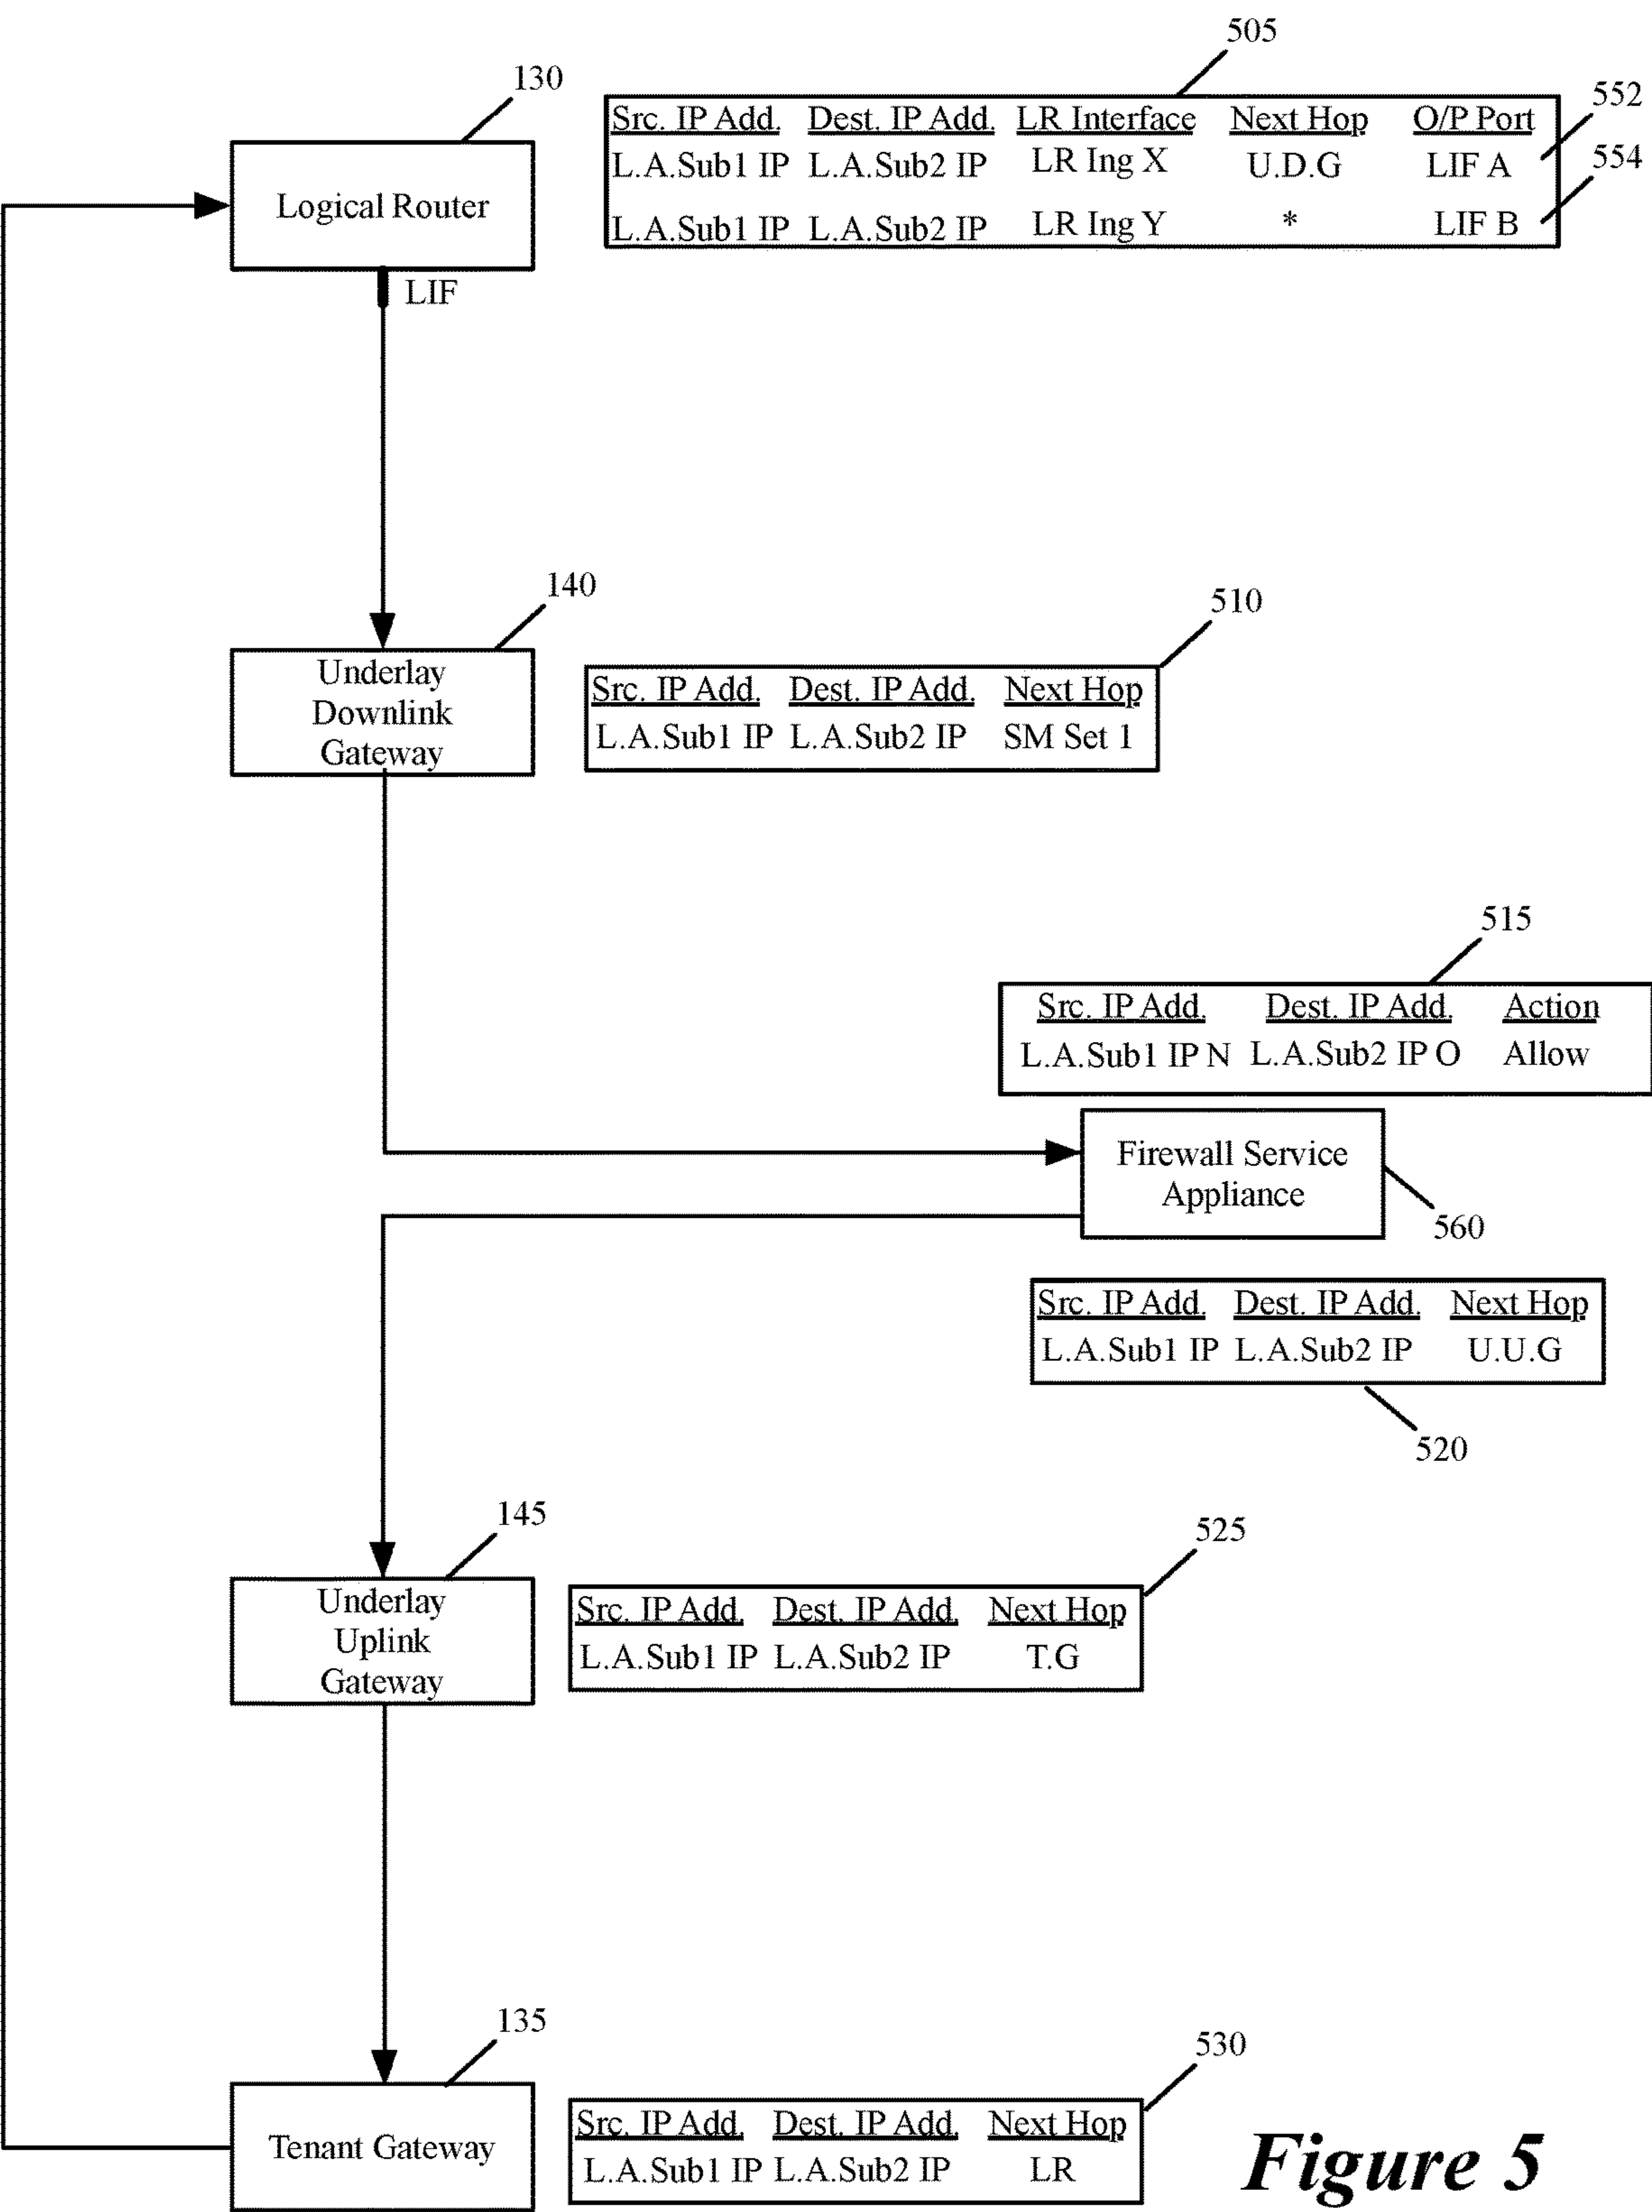 505
130
552
Src. IP Add. Dest. IP Add. LR Interface Next Hop O/P Port
L.A.Sub1 IP L.A.Sub2 IP LR Ing X U.D.G LIF A
554
Logical Router
L.A.Sub1 IP L.A.Sub2 IP LR Ing Y * LIF B
LIF
140
510
Underlay
Downlink
Gateway
Src. IP Add. Dest. IP Add. Next Hop
L.A.Sub1 IP L.A.Sub2 IP SM Set 1
515
Src. IP Add. Dest. IP Add. Action
L.A.Sub1 IP N L.A.Sub2 IP O Allow
Firewall Service
Appliance
560
Src. IP Add. Dest. IP Add. Next Hop
L.A.Sub1 IP L.A.Sub2 IP U.U.G
520
145
525
Underlay
Uplink
Gateway
Src. IP Add. Dest. IP Add. Next Hop
L.A.Sub1 IP L.A.Sub2 IP T.G
135
530
Tenant Gateway
Src. IP Add. Dest. IP Add. Next Hop
L.A.Sub1 IP L.A.Sub2 IP LR
Figure 5